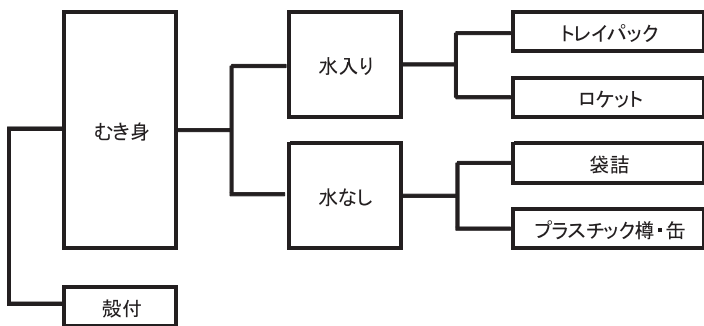 むき身
水入り
トレイパック
ロケット
水なし
袋詰
プラスチック樽・缶
殻付